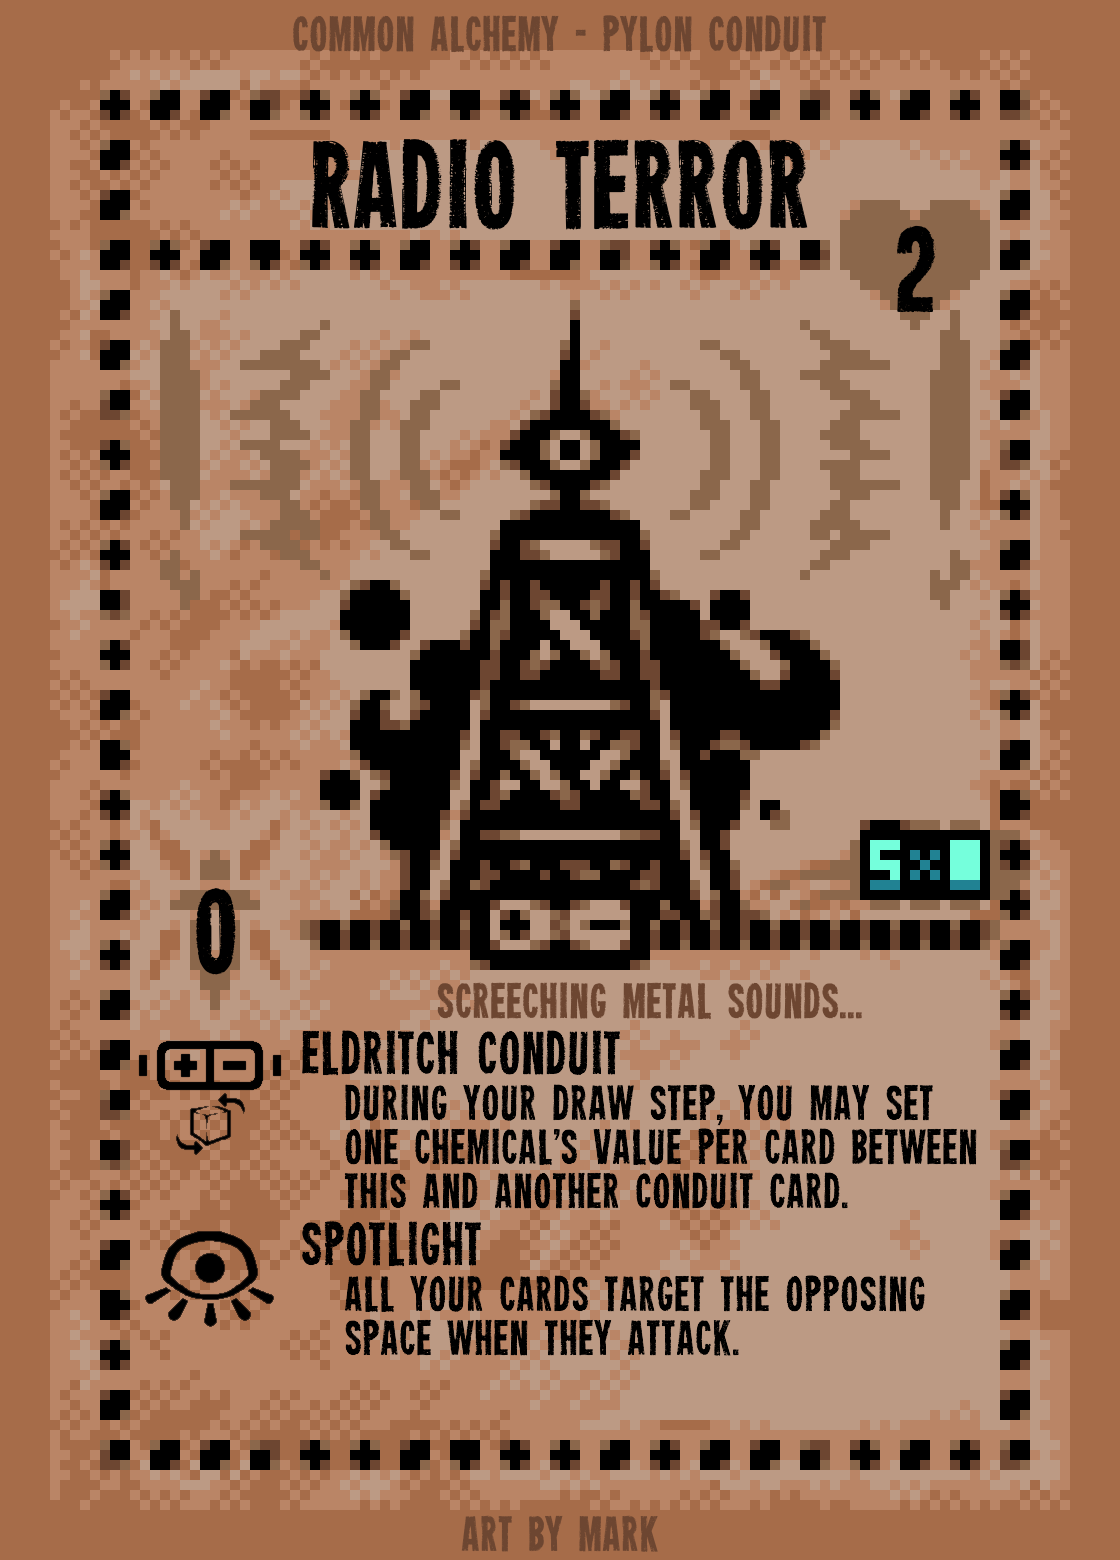 COMMON ALCHEMY - PYLON CONDUIT
RADIO TERROR
2
5x
0
SCREECHING METAL SOUNDS...
ELDRITCH CONDUIT
DURING YOUR DRAW STEP, YOU MAY SET
ONE CHEMICAL'S VALUE PER CARD BETWEEN
THIS AND ANOTHER CONDUIT CARD.
SPOTLIGHT
ALL YOUR CARDS TARGET THE OPPOSING
SPACE WHEN THEY ATTACK.
ART BY MARK